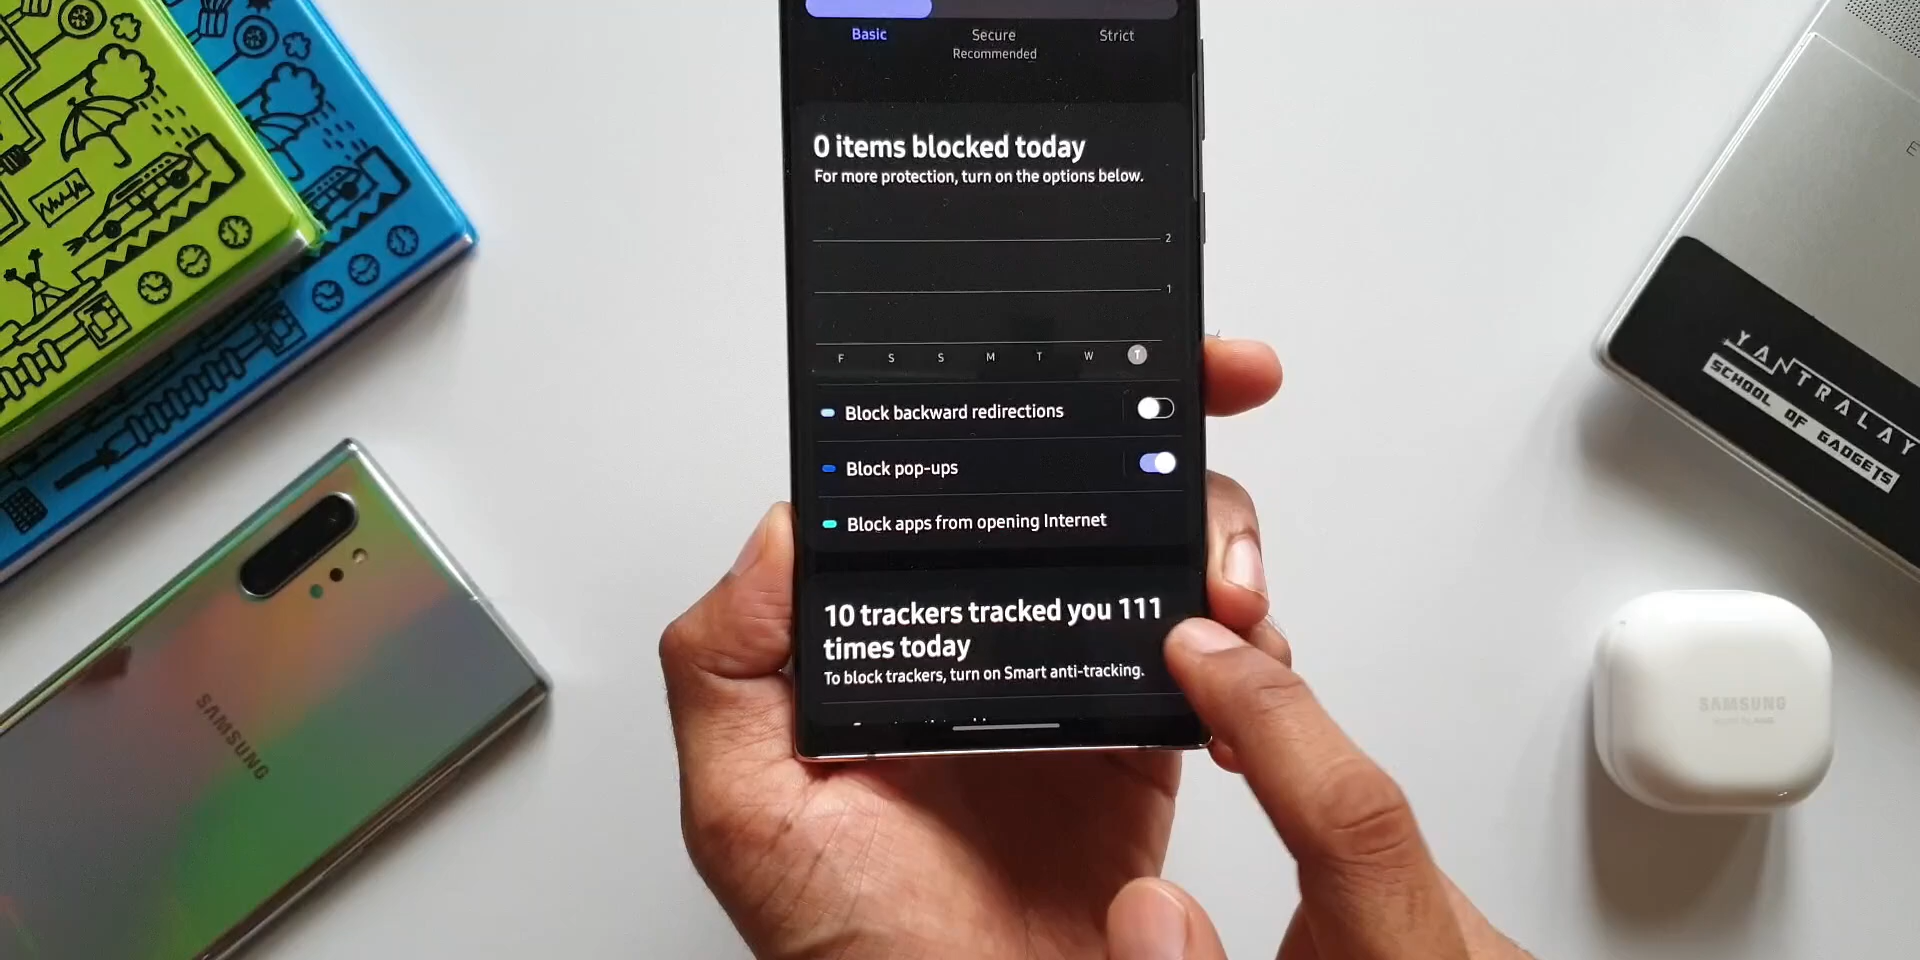 Basic
Secure
Strict
Recommended
0 items blocked today
For more protection, turn on the options below.
2
1
F S S M T W T
Block backward redirections
Block pop-ups
Block apps from opening Internet
10 trackers tracked you 111
times today
To block trackers, turn on Smart anti-tracking.
SAMSUNG
YANTRALAY
SCHOOL OF GADGETS
SAMSUNG